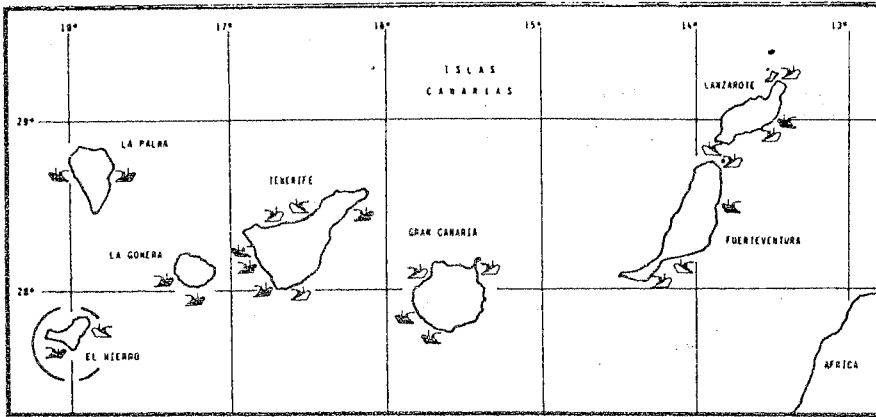 18° 17° 16° 15° 14° 13°
ISLAS
CANARIAS
LANZAROTE
29°
LA PALMA
TENERIFE
GRAN CANARIA
FUERTEVENTURA
LA GOMERA
28°
EL HIERRO
AFRICA